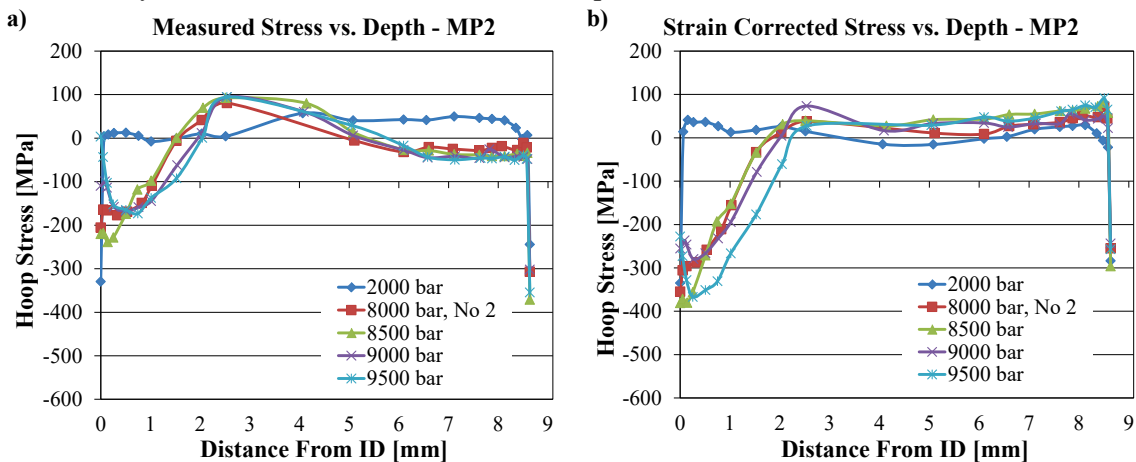 a) Measured Stress vs. Depth - MP2
Hoop Stress [MPa]
200
100
0
-100
-200
-300
-400
-500
-600
0 1 2 3 4 5 6 7 8 9
Distance From ID [mm]
2000 bar
8000 bar, No 2
8500 bar
9000 bar
9500 bar
b) Strain Corrected Stress vs. Depth - MP2
Hoop Stress [MPa]
200
100
0
-100
-200
-300
-400
-500
-600
0 1 2 3 4 5 6 7 8 9
Distance From ID [mm]
2000 bar
8000 bar, No 2
8500 bar
9000 bar
9500 bar